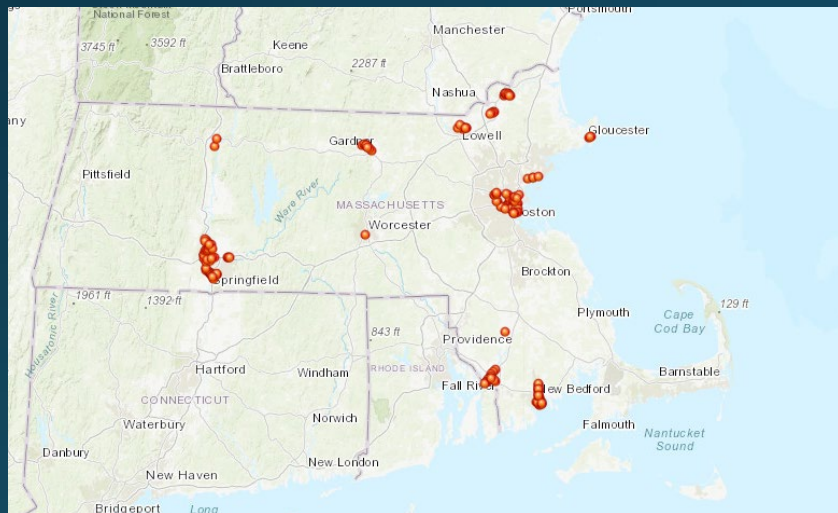 National Forest
Portsmouth
Manchester
3745 ft
3592 ft
Keene
Brattleboro
2287 ft
Nashua
Gardner
Lowell
Gloucester
Pittsfield
Ware River
MASSACHUSETTS
Worcester
Brockton
Springfield
1961 ft
1392 ft
Plymouth
129 ft
Cape
Cod Bay
Housatonic River
843 ft
Providence
Hartford
Windham
RHODE ISLAND
Fall River
New Bedford
Barnstable
CONNECTICUT
Norwich
Falmouth
Waterbury
Nantucket
Sound
Danbury
New London
New Haven
Bridgeport
Long